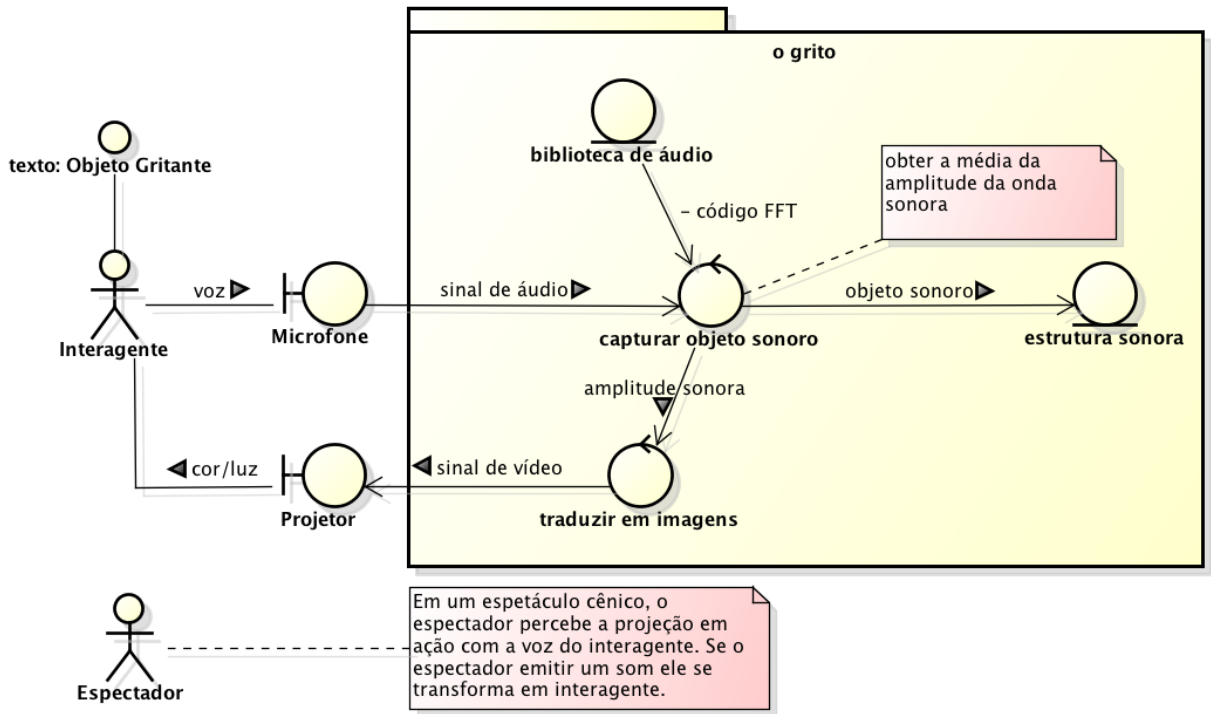 o grito
biblioteca de áudio
texto: Objeto Gritante
obter a média da
amplitude da onda
sonora
- código FFT
voz
sinal de áudio
objeto sonoro
Interagente
Microfone
capturar objeto sonoro
estrutura sonora
amplitude sonora
cor/luz
sinal de vídeo
Projetor
traduzir em imagens
Em um espetáculo cênico, o
espectador percebe a projeção em
ação com a voz do interagente. Se o
espectador emitir um som ele se
transforma em interagente.
Espectador